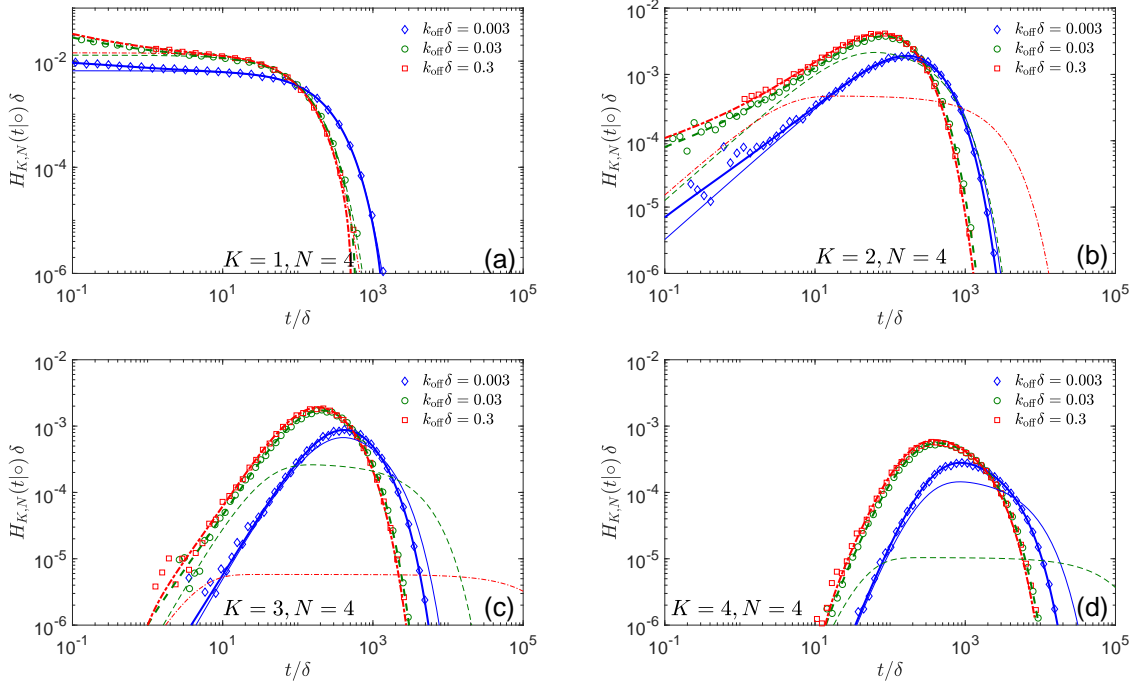 H_{K,N}(t|∘) δ
10^{-2}
10^{-4}
10^{-6}
k_off δ = 0.003
k_off δ = 0.03
k_off δ = 0.3
K = 1, N = 4
(a)
10^{-1} 10^{1} 10^{3} 10^{5}
t/δ
H_{K,N}(t|∘) δ
10^{-2}
10^{-3}
10^{-4}
10^{-5}
10^{-6}
k_off δ = 0.003
k_off δ = 0.03
k_off δ = 0.3
K = 2, N = 4
(b)
10^{-1} 10^{1} 10^{3} 10^{5}
t/δ
H_{K,N}(t|∘) δ
10^{-2}
10^{-3}
10^{-4}
10^{-5}
10^{-6}
k_off δ = 0.003
k_off δ = 0.03
k_off δ = 0.3
K = 3, N = 4
(c)
10^{-1} 10^{1} 10^{3} 10^{5}
t/δ
H_{K,N}(t|∘) δ
10^{-2}
10^{-3}
10^{-4}
10^{-5}
10^{-6}
k_off δ = 0.003
k_off δ = 0.03
k_off δ = 0.3
K = 4, N = 4
(d)
10^{-1} 10^{1} 10^{3} 10^{5}
t/δ